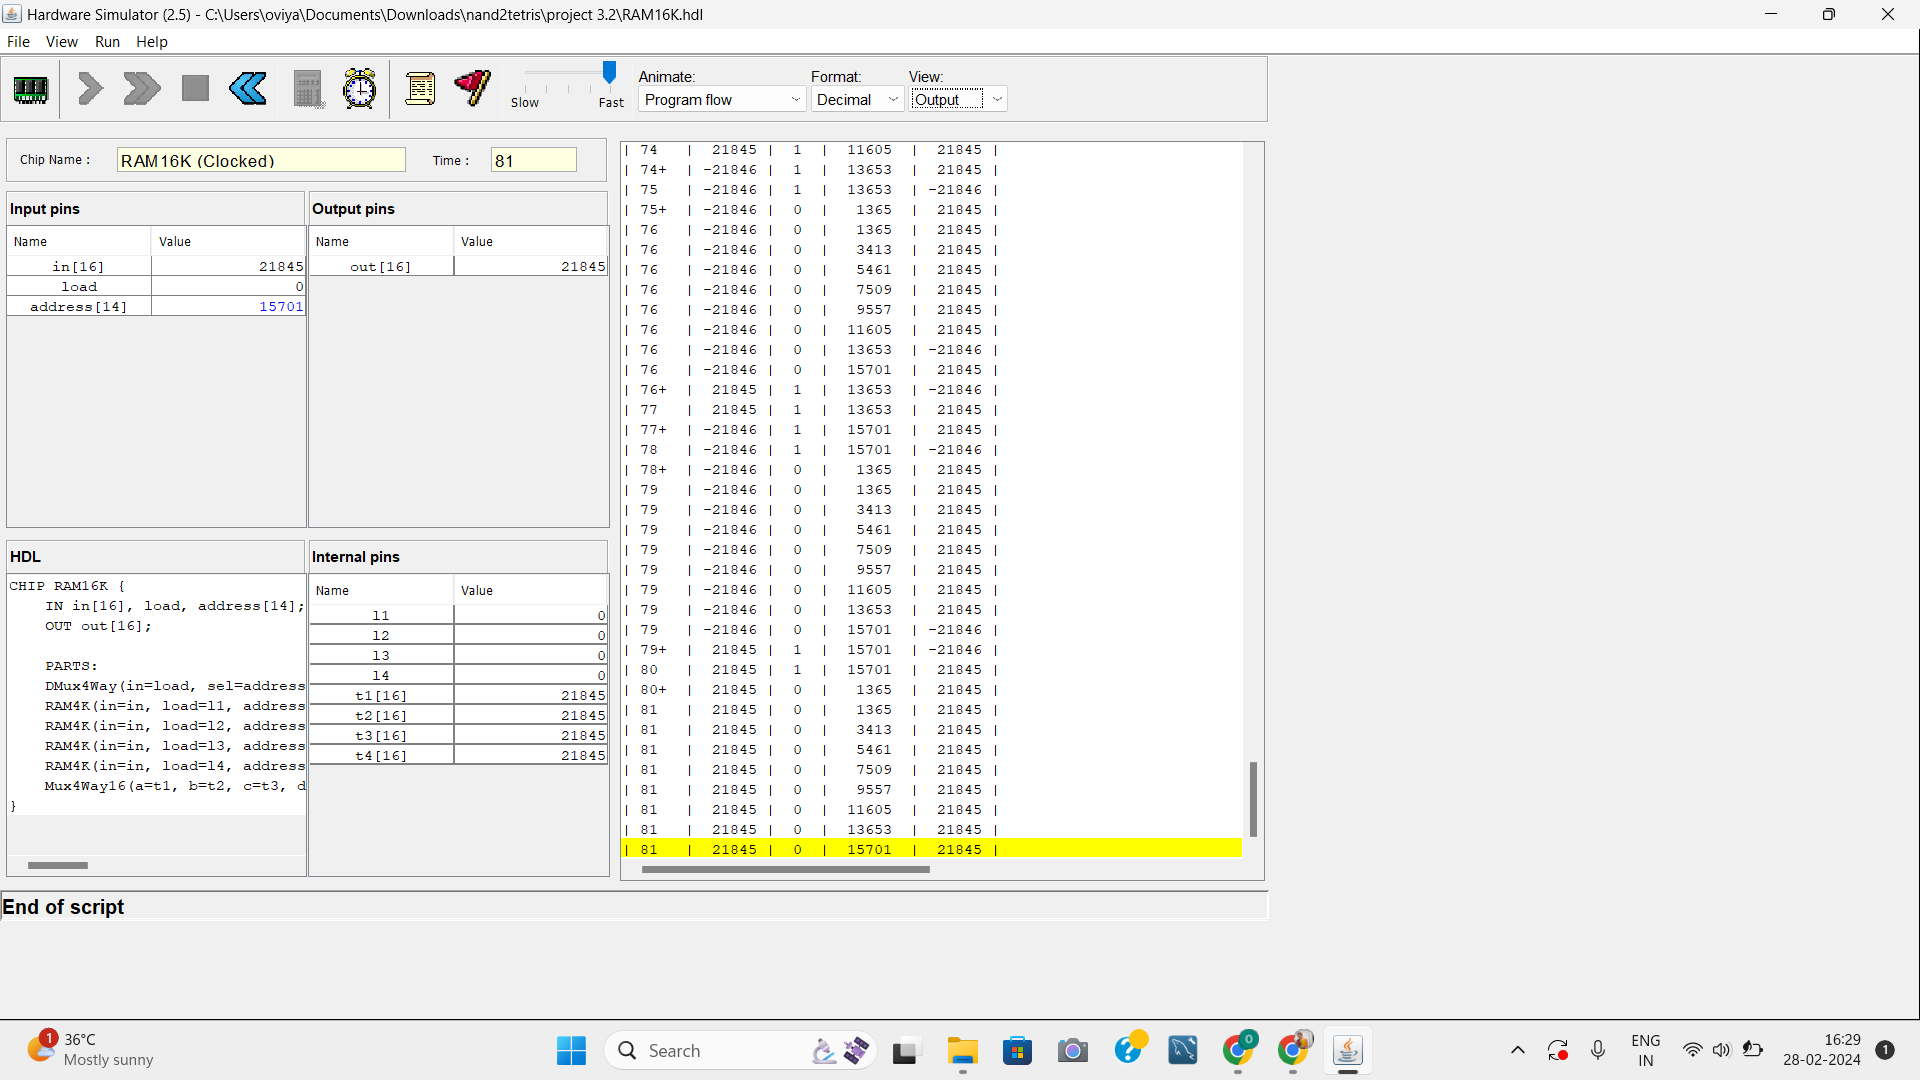 Hardware Simulator (2.5) - C:\Users\oviya\Documents\Downloads\nand2tetris\project 3.2\RAM16K.hdl
File View Run Help
Slow Fast
Animate: Format: View:
Program flow Decimal Output
Chip Name : RAM16K (Clocked) Time : 81
Input pins
Name Value
in[16] 21845
load 0
address[14] 15701
Output pins
Name Value
out[16] 21845
HDL
CHIP RAM16K {
IN in[16], load, address[14];
OUT out[16];
PARTS:
DMux4Way(in=load, sel=address
RAM4K(in=in, load=l1, address
RAM4K(in=in, load=l2, address
RAM4K(in=in, load=l3, address
RAM4K(in=in, load=l4, address
Mux4Way16(a=t1, b=t2, c=t3, d
}
Internal pins
Name Value
l1 0
l2 0
l3 0
l4 0
t1[16] 21845
t2[16] 21845
t3[16] 21845
t4[16] 21845
| 74 | 21845 | 1 | 11605 | 21845 |
| 74+ | -21846 | 1 | 13653 | 21845 |
| 75 | -21846 | 1 | 13653 | -21846 |
| 75+ | -21846 | 0 | 1365 | 21845 |
| 76 | -21846 | 0 | 1365 | 21845 |
| 76 | -21846 | 0 | 3413 | 21845 |
| 76 | -21846 | 0 | 5461 | 21845 |
| 76 | -21846 | 0 | 7509 | 21845 |
| 76 | -21846 | 0 | 9557 | 21845 |
| 76 | -21846 | 0 | 11605 | 21845 |
| 76 | -21846 | 0 | 13653 | -21846 |
| 76 | -21846 | 0 | 15701 | 21845 |
| 76+ | 21845 | 1 | 13653 | -21846 |
| 77 | 21845 | 1 | 13653 | 21845 |
| 77+ | -21846 | 1 | 15701 | 21845 |
| 78 | -21846 | 1 | 15701 | -21846 |
| 78+ | -21846 | 0 | 1365 | 21845 |
| 79 | -21846 | 0 | 1365 | 21845 |
| 79 | -21846 | 0 | 3413 | 21845 |
| 79 | -21846 | 0 | 5461 | 21845 |
| 79 | -21846 | 0 | 7509 | 21845 |
| 79 | -21846 | 0 | 9557 | 21845 |
| 79 | -21846 | 0 | 11605 | 21845 |
| 79 | -21846 | 0 | 13653 | 21845 |
| 79 | -21846 | 0 | 15701 | -21846 |
| 79+ | 21845 | 1 | 15701 | -21846 |
| 80 | 21845 | 1 | 15701 | 21845 |
| 80+ | 21845 | 0 | 1365 | 21845 |
| 81 | 21845 | 0 | 1365 | 21845 |
| 81 | 21845 | 0 | 3413 | 21845 |
| 81 | 21845 | 0 | 5461 | 21845 |
| 81 | 21845 | 0 | 7509 | 21845 |
| 81 | 21845 | 0 | 9557 | 21845 |
| 81 | 21845 | 0 | 11605 | 21845 |
| 81 | 21845 | 0 | 13653 | 21845 |
| 81 | 21845 | 0 | 15701 | 21845 |
End of script
1
36°C
Mostly sunny
Search
0
ENG
IN
16:29
28-02-2024
1